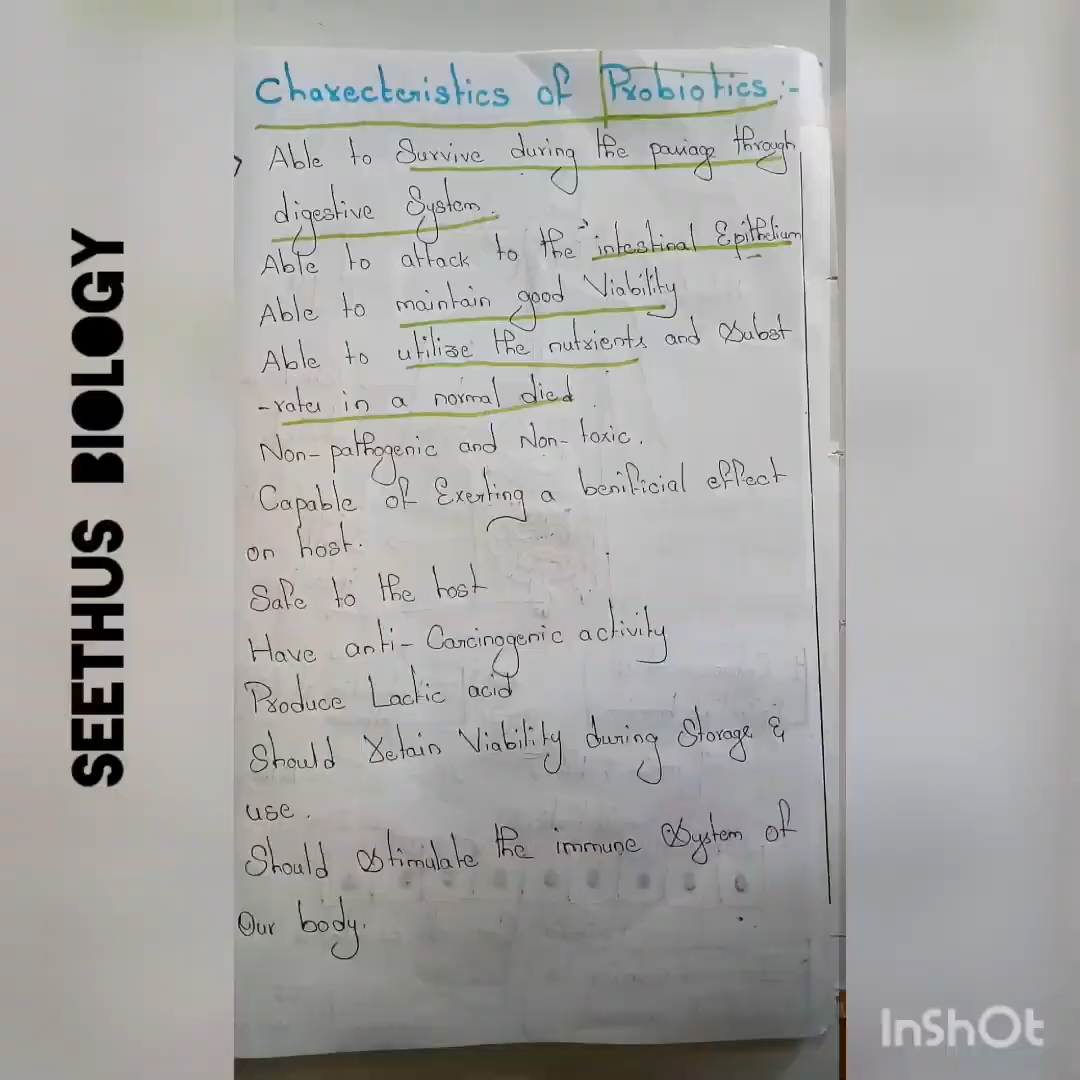 SEETHUS BIOLOGY
Charecteristics of Probiotics :-
Able to Survive during the passage through
digestive System.
Able to attack to the intestinal Epithelium
Able to maintain good Viability
Able to utilize the nutrients and Subst
-rates in a normal died
Non-pathogenic and Non-toxic.
Capable of Exerting a benificial effect
on host.
Safe to the host
Have anti-Carcinogenic activity
Produce Lactic acid
Should retain Viability during Storage &
use.
Should Stimulate the immune System of
Our body.
InShOt